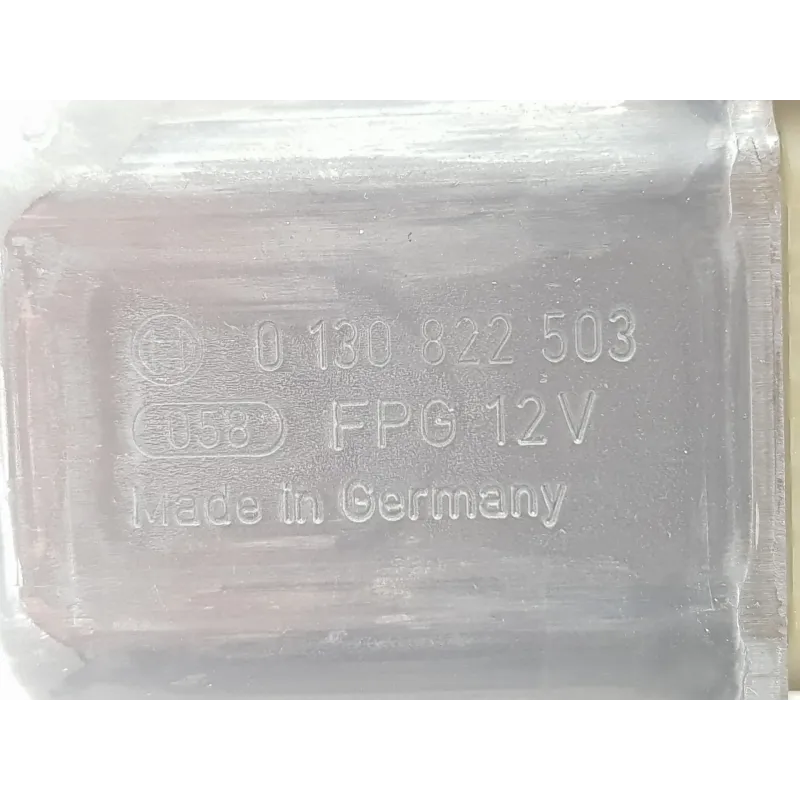 0 130 822 503
058 FPG 12V
Made in Germany